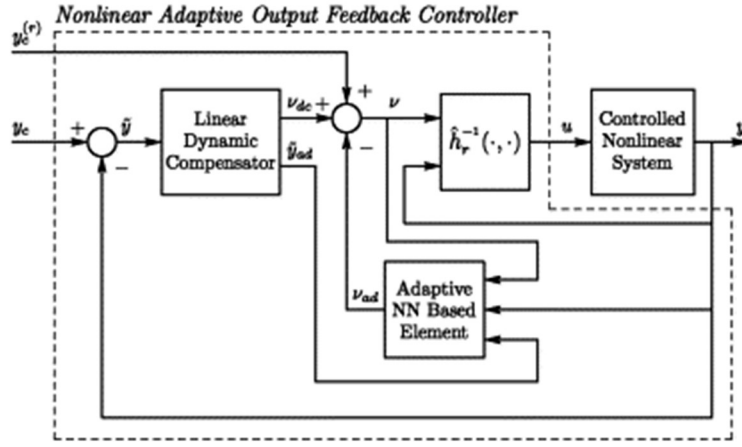 Nonlinear Adaptive Output Feedback Controller
y_c^(r)
+
y_c
+
ỹ
−
Linear
Dynamic
Compensator
ν_dc
+
ỹ_ad
−
ν
ĥ_r^{-1}(·,·)
u
Controlled
Nonlinear
System
y
ν_ad
Adaptive
NN Based
Element